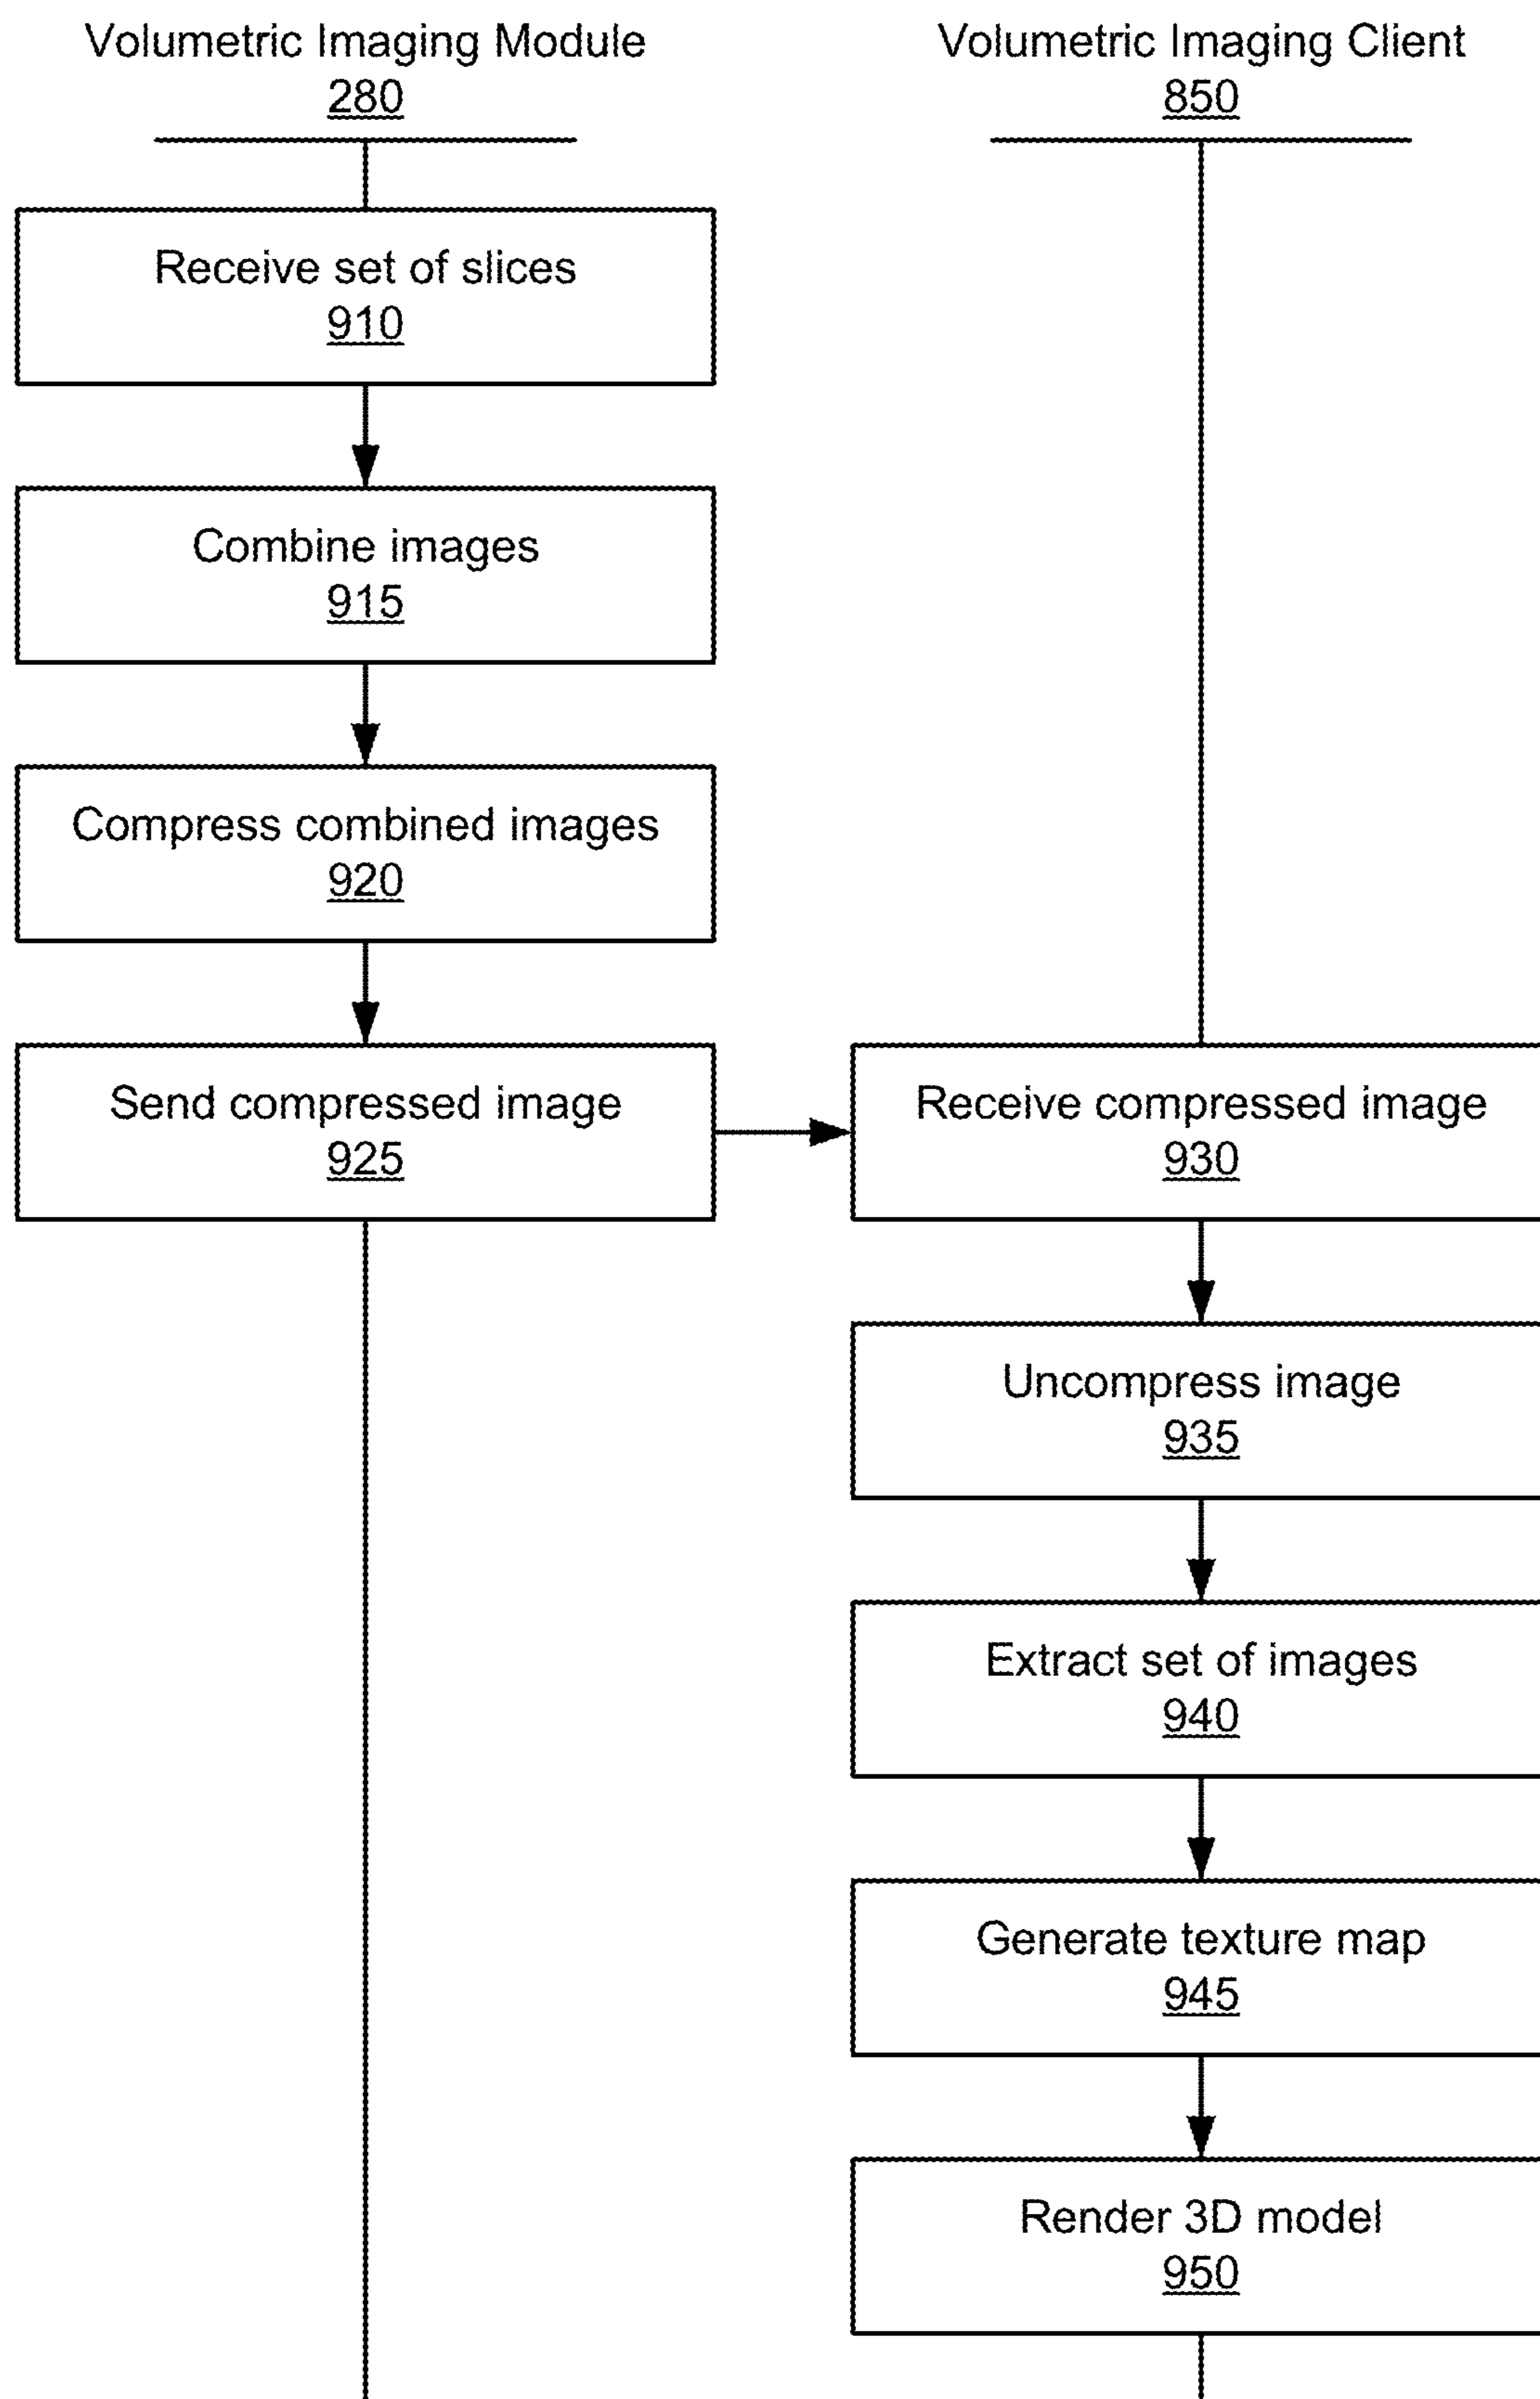 Volumetric Imaging Module
280
Volumetric Imaging Client
850
Receive set of slices
910
Combine images
915
Compress combined images
920
Send compressed image
925
Receive compressed image
930
Uncompress image
935
Extract set of images
940
Generate texture map
945
Render 3D model
950